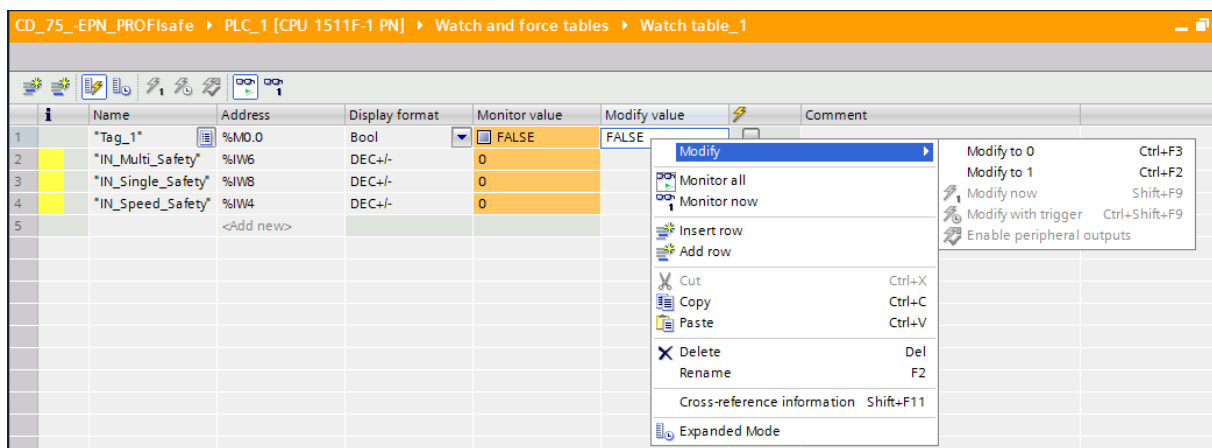 CD_75_-EPN_PROFIsafe ▸ PLC_1 [CPU 1511F-1 PN] ▸ Watch and force tables ▸ Watch table_1
i Name Address Display format Monitor value Modify value Comment
1 "Tag_1" %M0.0 Bool FALSE FALSE
2 "IN_Multi_Safety" %IW6 DEC+/- 0
3 "IN_Single_Safety" %IW8 DEC+/- 0
4 "IN_Speed_Safety" %IW4 DEC+/- 0
5 <Add new>
Modify
Monitor all
Monitor now
Insert row
Add row
Cut Ctrl+X
Copy Ctrl+C
Paste Ctrl+V
Delete Del
Rename F2
Cross-reference information Shift+F11
Expanded Mode
Modify to 0 Ctrl+F3
Modify to 1 Ctrl+F2
Modify now Shift+F9
Modify with trigger Ctrl+Shift+F9
Enable peripheral outputs